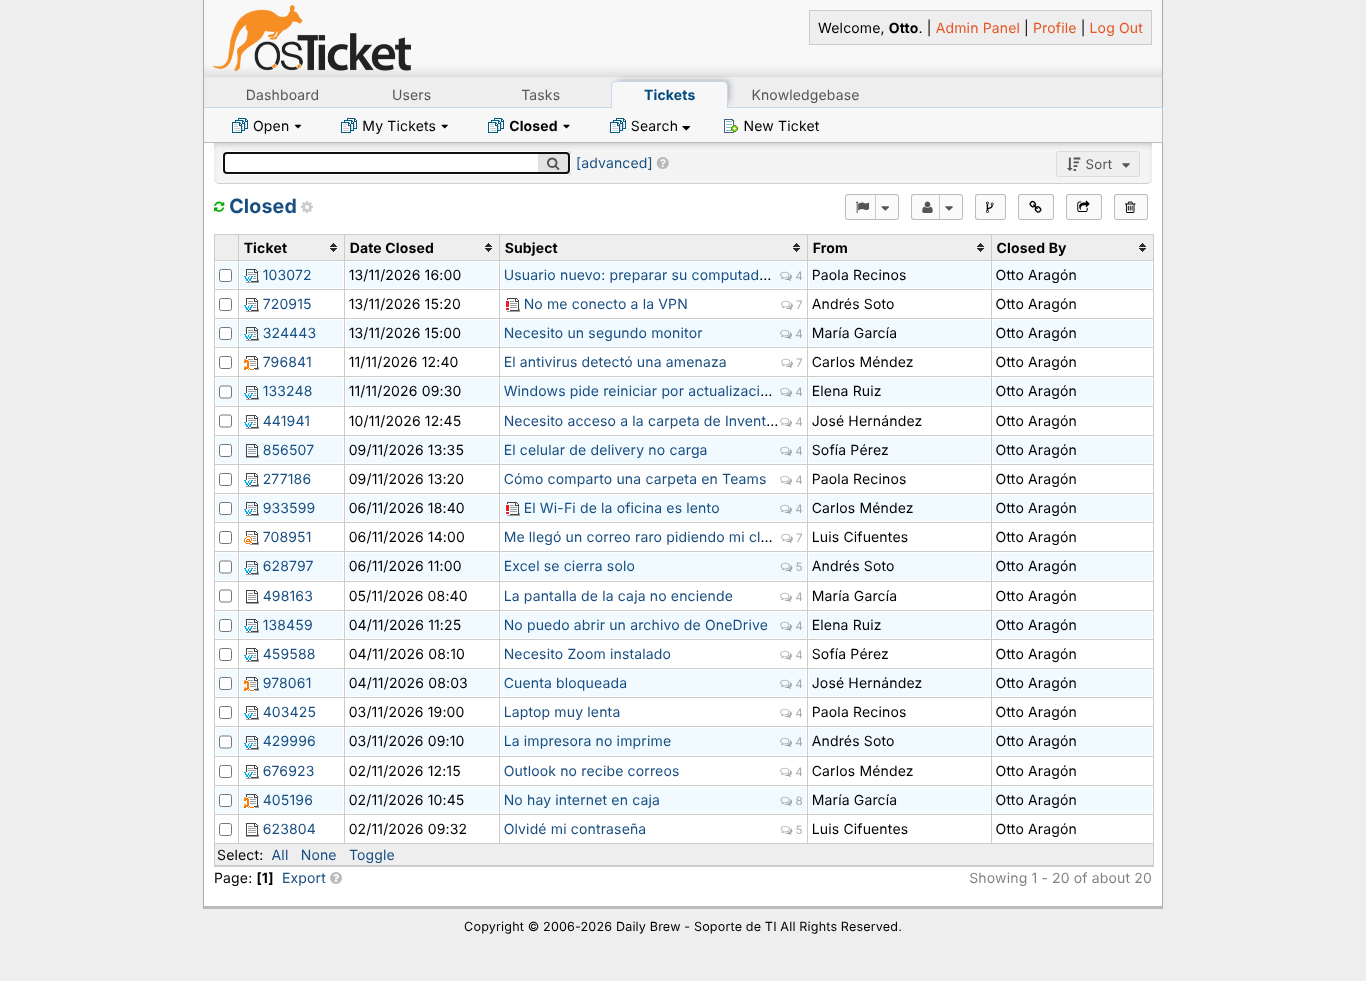 osTicket
Welcome, Otto. | Admin Panel | Profile | Log Out
Dashboard Users Tasks Tickets Knowledgebase
Open My Tickets Closed Search New Ticket
[advanced] Sort
Closed
Ticket Date Closed Subject From Closed By
103072 13/11/2026 16:00 Usuario nuevo: preparar su computad... 4 Paola Recinos Otto Aragón
720915 13/11/2026 15:20 No me conecto a la VPN 7 Andrés Soto Otto Aragón
324443 13/11/2026 15:00 Necesito un segundo monitor 4 María García Otto Aragón
796841 11/11/2026 12:40 El antivirus detectó una amenaza 7 Carlos Méndez Otto Aragón
133248 11/11/2026 09:30 Windows pide reiniciar por actualizaci... 4 Elena Ruiz Otto Aragón
441941 10/11/2026 12:45 Necesito acceso a la carpeta de Invent... 4 José Hernández Otto Aragón
856507 09/11/2026 13:35 El celular de delivery no carga 4 Sofía Pérez Otto Aragón
277186 09/11/2026 13:20 Cómo comparto una carpeta en Teams 4 Paola Recinos Otto Aragón
933599 06/11/2026 18:40 El Wi-Fi de la oficina es lento 4 Carlos Méndez Otto Aragón
708951 06/11/2026 14:00 Me llegó un correo raro pidiendo mi cl... 7 Luis Cifuentes Otto Aragón
628797 06/11/2026 11:00 Excel se cierra solo 5 Andrés Soto Otto Aragón
498163 05/11/2026 08:40 La pantalla de la caja no enciende 4 María García Otto Aragón
138459 04/11/2026 11:25 No puedo abrir un archivo de OneDrive 4 Elena Ruiz Otto Aragón
459588 04/11/2026 08:10 Necesito Zoom instalado 4 Sofía Pérez Otto Aragón
978061 04/11/2026 08:03 Cuenta bloqueada 4 José Hernández Otto Aragón
403425 03/11/2026 19:00 Laptop muy lenta 4 Paola Recinos Otto Aragón
429996 03/11/2026 09:10 La impresora no imprime 4 Andrés Soto Otto Aragón
676923 02/11/2026 12:15 Outlook no recibe correos 4 Carlos Méndez Otto Aragón
405196 02/11/2026 10:45 No hay internet en caja 8 María García Otto Aragón
623804 02/11/2026 09:32 Olvidé mi contraseña 5 Luis Cifuentes Otto Aragón
Select: All None Toggle
Page: [1] Export Showing 1 - 20 of about 20
Copyright © 2006-2026 Daily Brew - Soporte de TI All Rights Reserved.